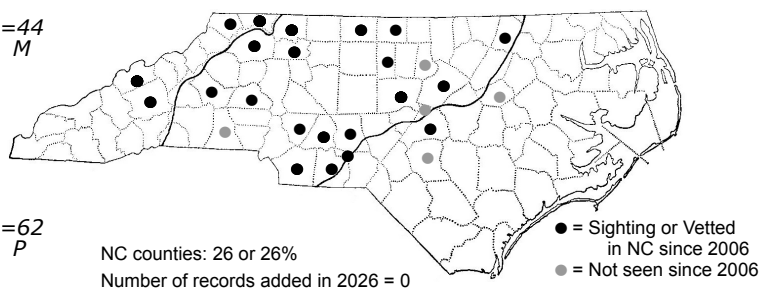 =44
M
=62
P
NC counties: 26 or 26%
Number of records added in 2026 = 0
= Sighting or Vetted
in NC since 2006
= Not seen since 2006